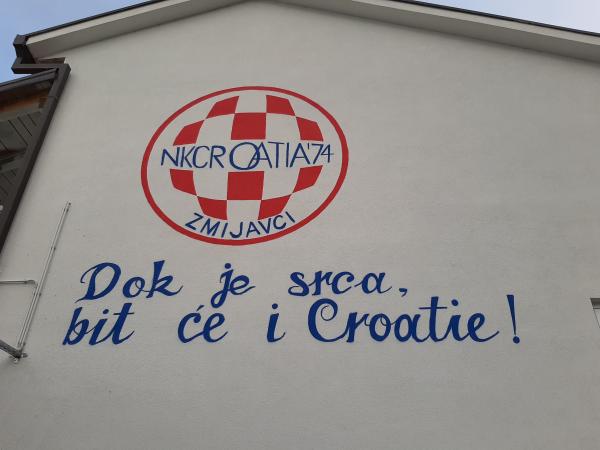 NK CROATIA '74
ZMIJAVCI
Dok je srca,
bit će i Croatie!